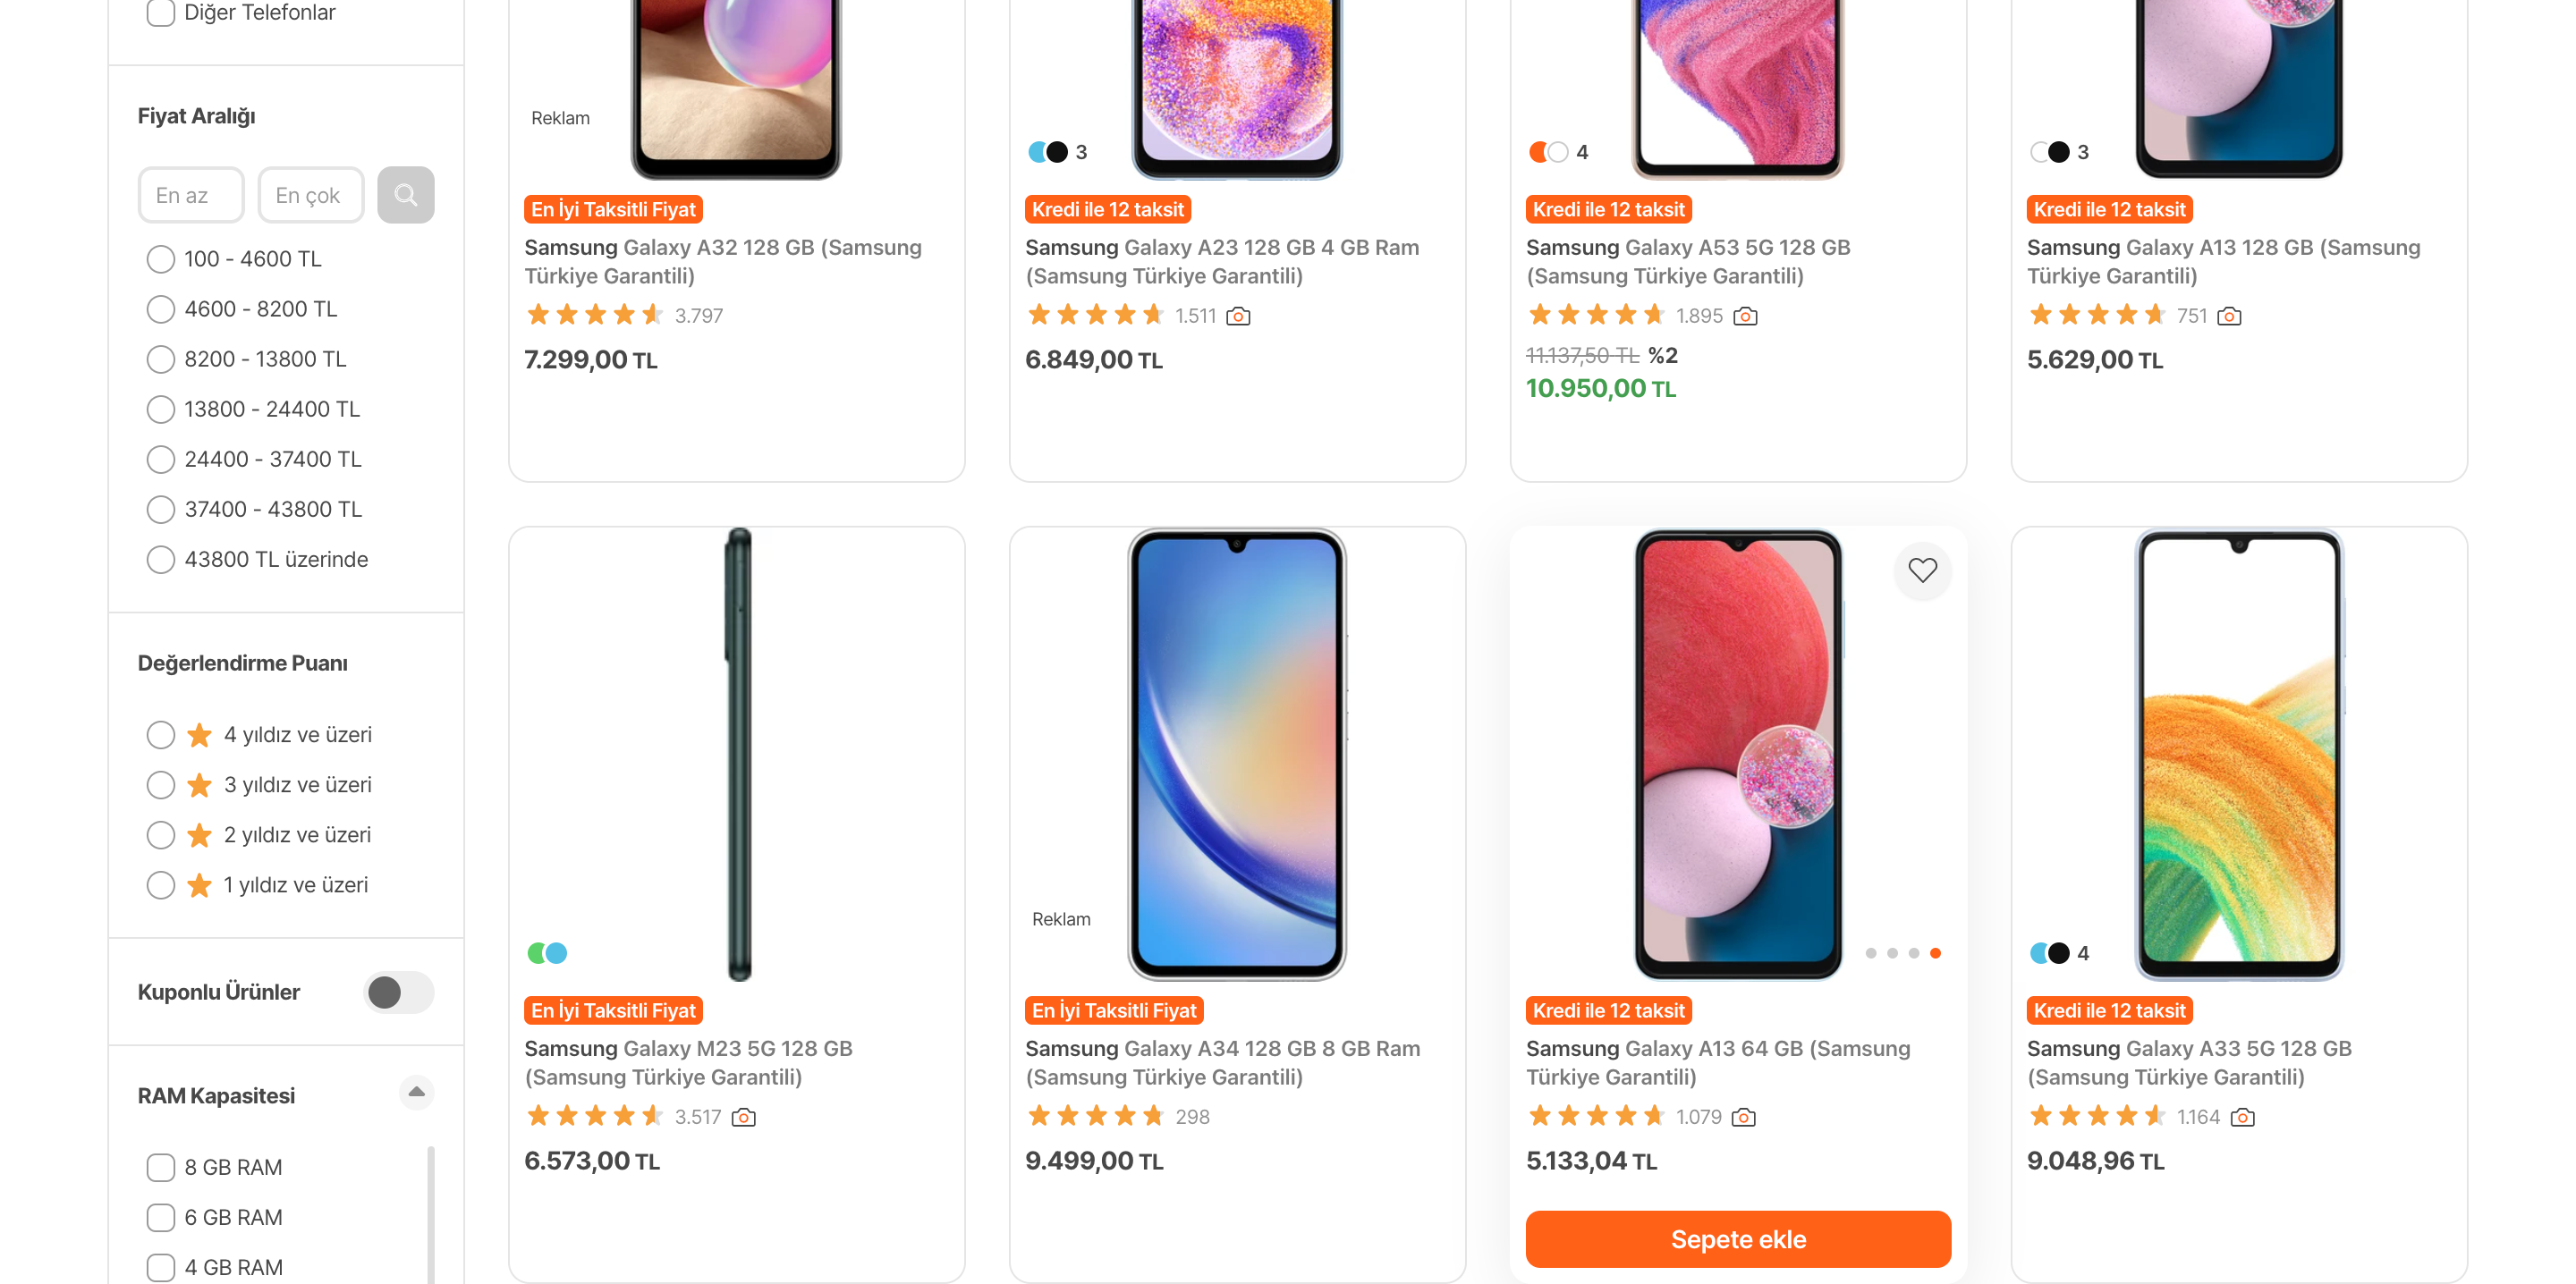 Diğer Telefonlar
Fiyat Aralığı
En az
En çok
100 - 4600 TL
4600 - 8200 TL
8200 - 13800 TL
13800 - 24400 TL
24400 - 37400 TL
37400 - 43800 TL
43800 TL üzerinde
Değerlendirme Puanı
4 yıldız ve üzeri
3 yıldız ve üzeri
2 yıldız ve üzeri
1 yıldız ve üzeri
Kuponlu Ürünler
RAM Kapasitesi
8 GB RAM
6 GB RAM
4 GB RAM
Reklam
En İyi Taksitli Fiyat
Samsung Galaxy A32 128 GB (Samsung
Türkiye Garantili)
3.797
7.299,00 TL
3
Kredi ile 12 taksit
Samsung Galaxy A23 128 GB 4 GB Ram
(Samsung Türkiye Garantili)
1.511
6.849,00 TL
4
Kredi ile 12 taksit
Samsung Galaxy A53 5G 128 GB
(Samsung Türkiye Garantili)
1.895
11.137,50 TL %2
10.950,00 TL
3
Kredi ile 12 taksit
Samsung Galaxy A13 128 GB (Samsung
Türkiye Garantili)
751
5.629,00 TL
En İyi Taksitli Fiyat
Samsung Galaxy M23 5G 128 GB
(Samsung Türkiye Garantili)
3.517
6.573,00 TL
Reklam
En İyi Taksitli Fiyat
Samsung Galaxy A34 128 GB 8 GB Ram
(Samsung Türkiye Garantili)
298
9.499,00 TL
Kredi ile 12 taksit
Samsung Galaxy A13 64 GB (Samsung
Türkiye Garantili)
1.079
5.133,04 TL
Sepete ekle
4
Kredi ile 12 taksit
Samsung Galaxy A33 5G 128 GB
(Samsung Türkiye Garantili)
1.164
9.048,96 TL